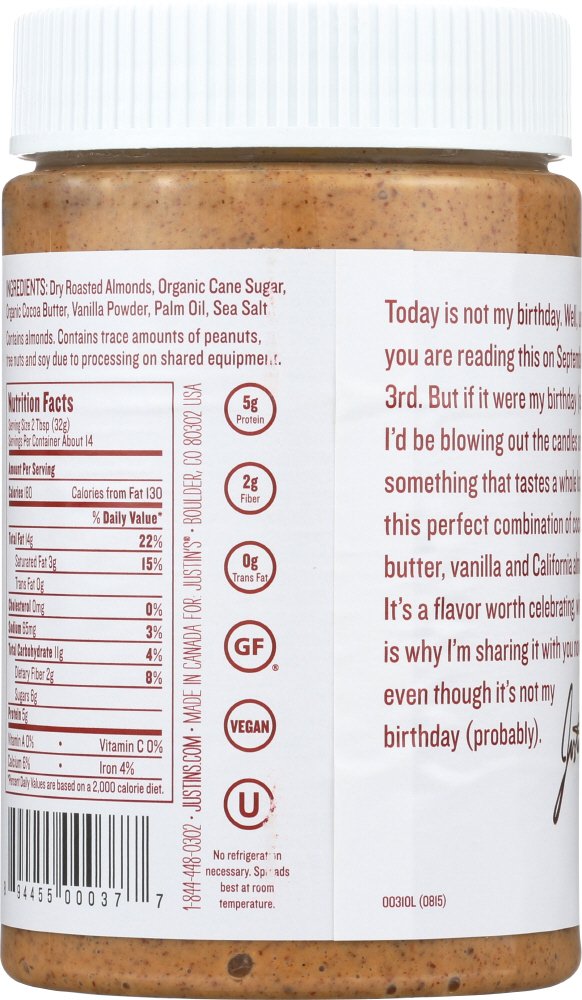 INGREDIENTS: Dry Roasted Almonds, Organic Cane Sugar,
Organic Cocoa Butter, Vanilla Powder, Palm Oil, Sea Salt
Contains almonds. Contains trace amounts of peanuts,
tree nuts and soy due to processing on shared equipment.
Nutrition Facts
Serving Size 2 Tbsp (32g)
Servings Per Container About 14
Amount Per Serving
Calories Calories from Fat 130
% Daily Value*
Total Fat 14g 22%
Saturated Fat 3g 15%
Trans Fat 0g
Cholesterol 0mg 0%
Sodium 65mg 3%
Total Carbohydrate 11g 4%
Dietary Fiber 2g 8%
Sugars 8g
Protein 5g
Vitamin A 0% • Vitamin C 0%
Calcium 8% • Iron 4%
*Percent Daily Values are based on a 2,000 calorie diet.
94455 00037 7
1-844-448-0302 • JUSTINS.COM • MADE IN CANADA FOR JUSTIN'S® • BOULDER, CO 80302 USA
5g
Protein
2g
Fiber
0g
Trans Fat
GF
®
VEGAN
U
No refrigeration
necessary. Spreads
best at room
temperature.
Today is not my birthday. Well,
you are reading this on
3rd. But if it were my birthday
I'd be blowing out the candles
something that tastes a whole
this perfect combination of
butter, vanilla and California
It's a flavor worth celebrating,
is why I'm sharing it with you
even though it's not my
birthday (probably).
00310L (0815)